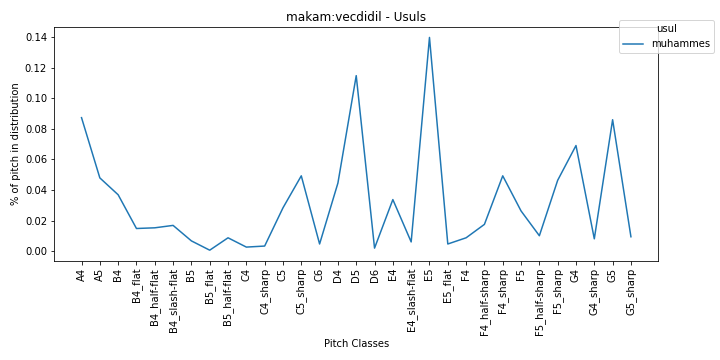 makam:vecdidil - Usuls
usul
muhammes
% of pitch in distribution
0.14
0.12
0.10
0.08
0.06
0.04
0.02
0.00
A4
A5
B4
B4_flat
B4_half-flat
B4_slash-flat
B5
B5_flat
B5_half-flat
C4
C4_sharp
C5
C5_sharp
C6
D4
D5
D6
E4
E4_slash-flat
E5
E5_flat
F4
F4_half-sharp
F4_sharp
F5
F5_half-sharp
F5_sharp
G4
G4_sharp
G5
G5_sharp
Pitch Classes